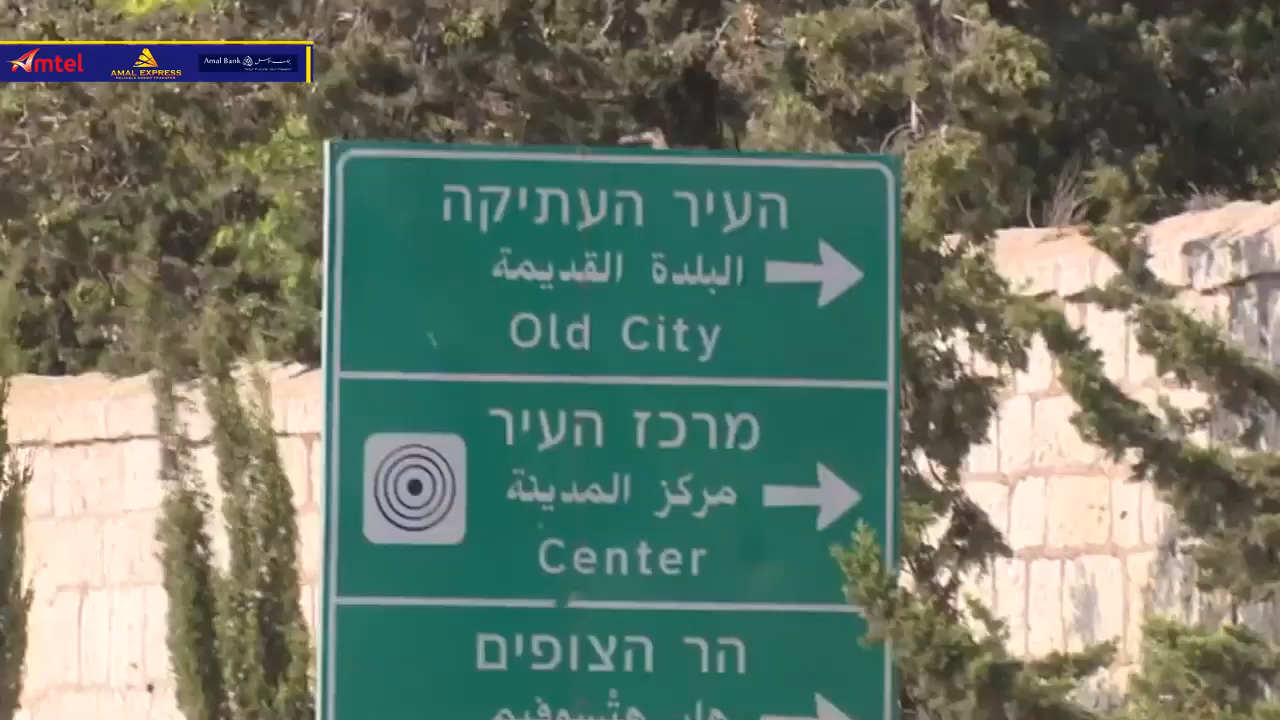 Amtel
AMAL EXPRESS
Amal Bank
העיר העתיקה
البلدة القديمة
Old City
מרכז העיר
مركز المدينة
Center
הר הצופים